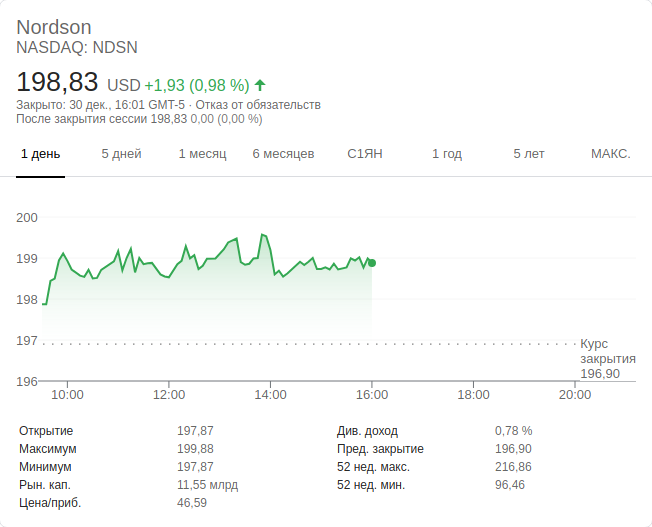 Nordson
NASDAQ: NDSN
198,83 USD +1,93 (0,98 %)
Закрыто: 30 дек., 16:01 GMT-5 · Отказ от обязательств
После закрытия сессии 198,83 0,00 (0,00 %)
1 день 5 дней 1 месяц 6 месяцев С1ЯН 1 год 5 лет МАКС.
200
199
198
197
196
Курс
закрытия
196,90
10:00 12:00 14:00 16:00 18:00 20:00
Открытие 197,87 Див. доход 0,78 %
Максимум 199,88 Пред. закрытие 196,90
Минимум 197,87 52 нед. макс. 216,86
Рын. кап. 11,55 млрд 52 нед. мин. 96,46
Цена/приб. 46,59